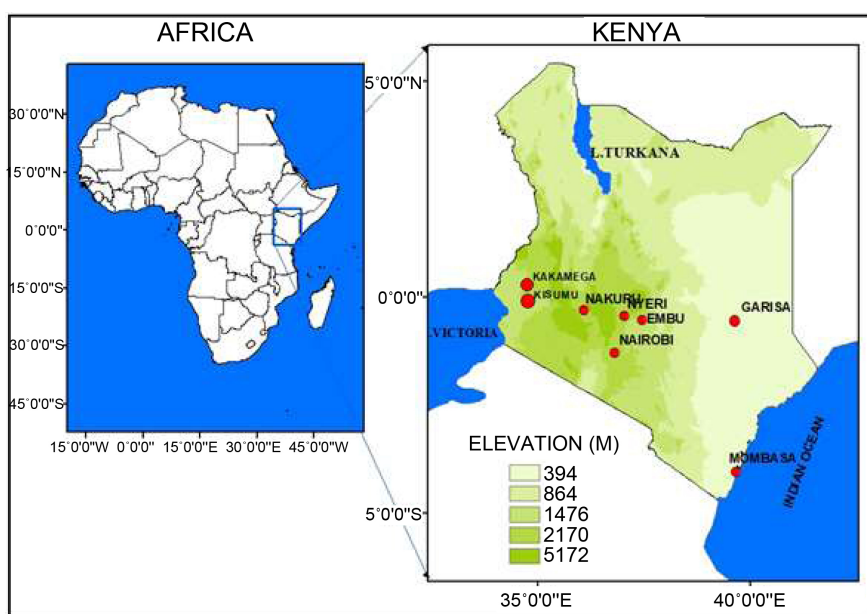 AFRICA
30°0'0"N
15°0'0"N
0°0'0"
15°0'0"S
30°0'0"S
45°0'0"S
15°0'0"W
0°0'0"
15°0'0"E
30°0'0"E
45°0'0"W
KENYA
5°0'0"N
0°0'0"
5°0'0"S
L.TURKANA
KAKAMEGA
KISUMU
NAKURU
NYERI
EMBU
GARISA
.VICTORIA
NAIROBI
MOMBASA
INDIAN OCEAN
ELEVATION (M)
394
864
1476
2170
5172
35°0'0"E
40°0'0"E